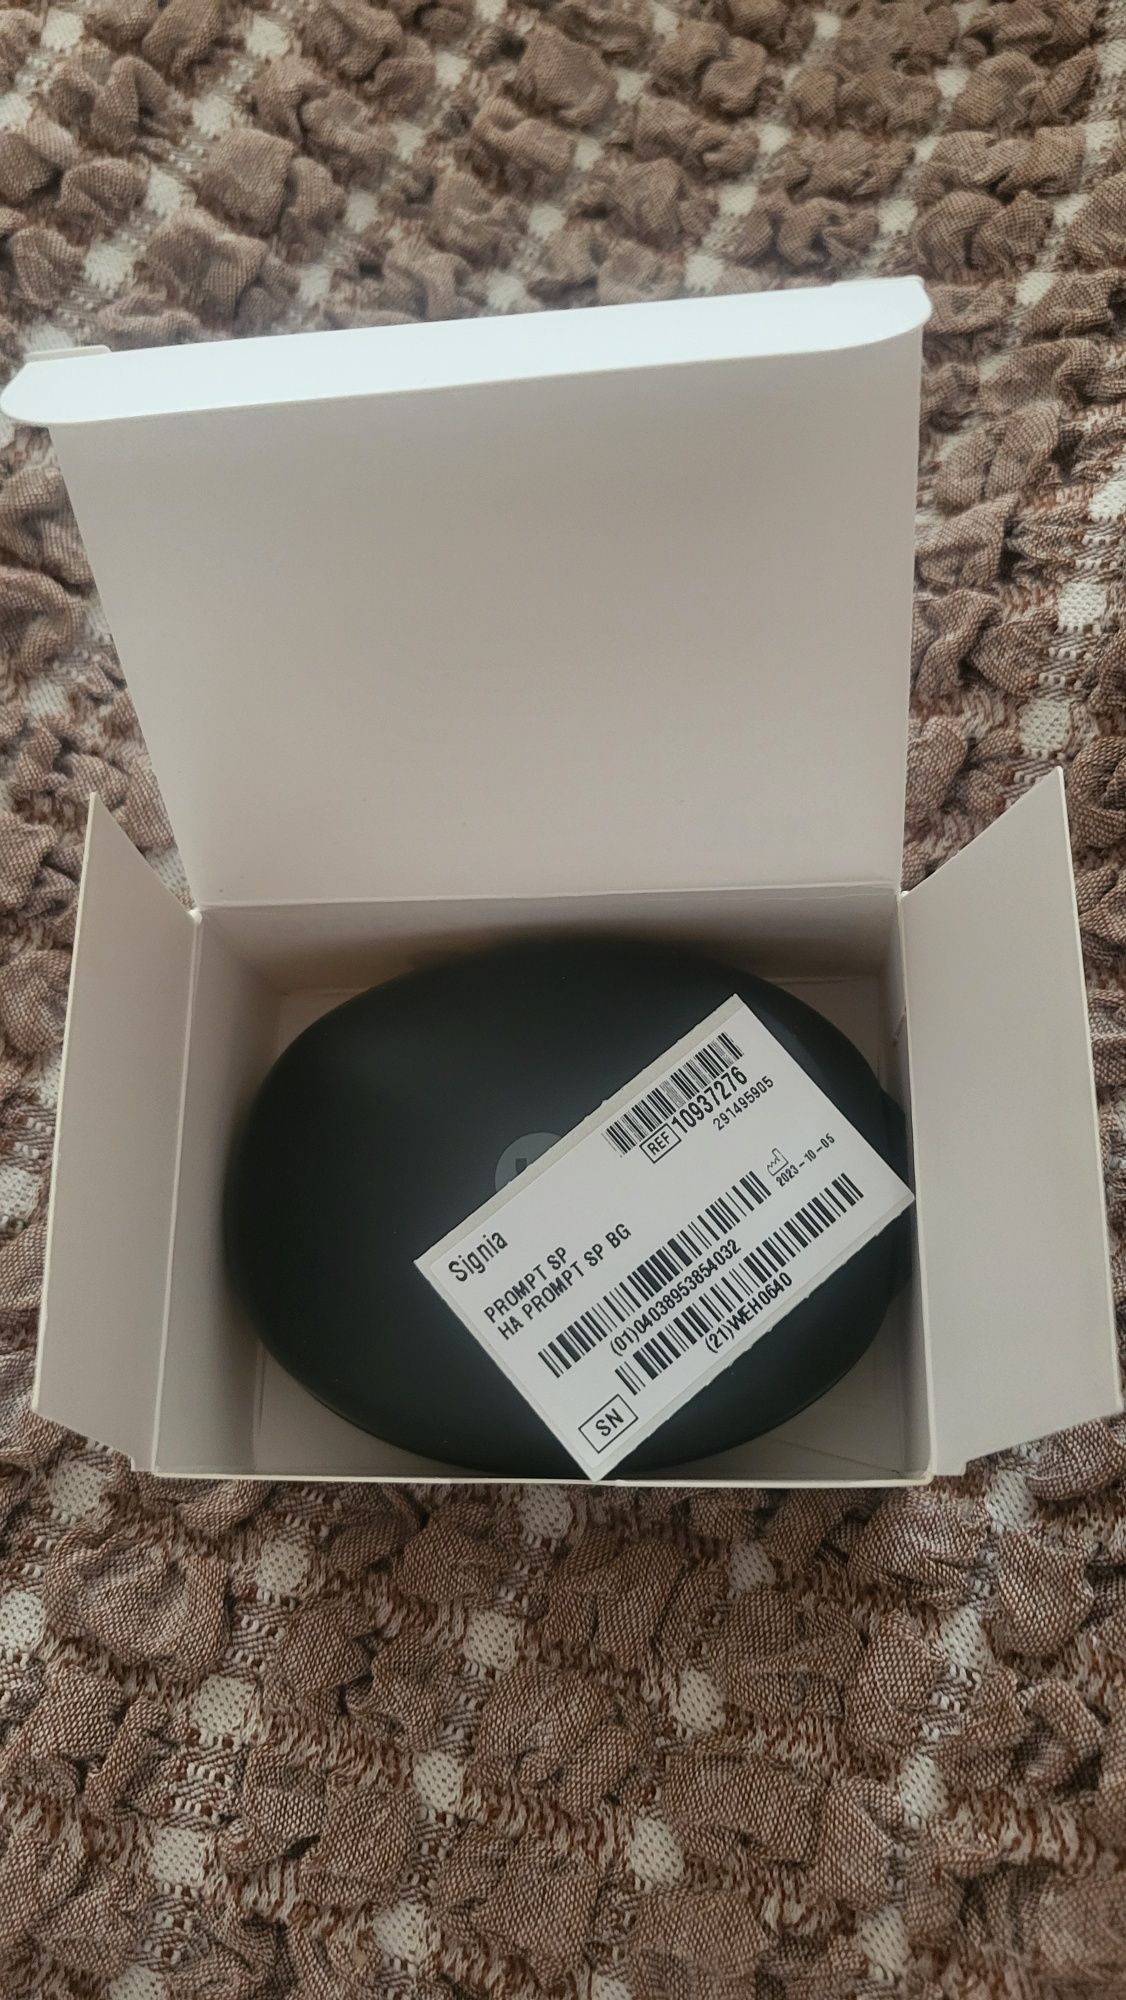 REF 10937276
291495905
Signia
2023-10-05
PROMPT SP
HA PROMPT SP BG
(01)04038953854032
(21)WEH0640
SN